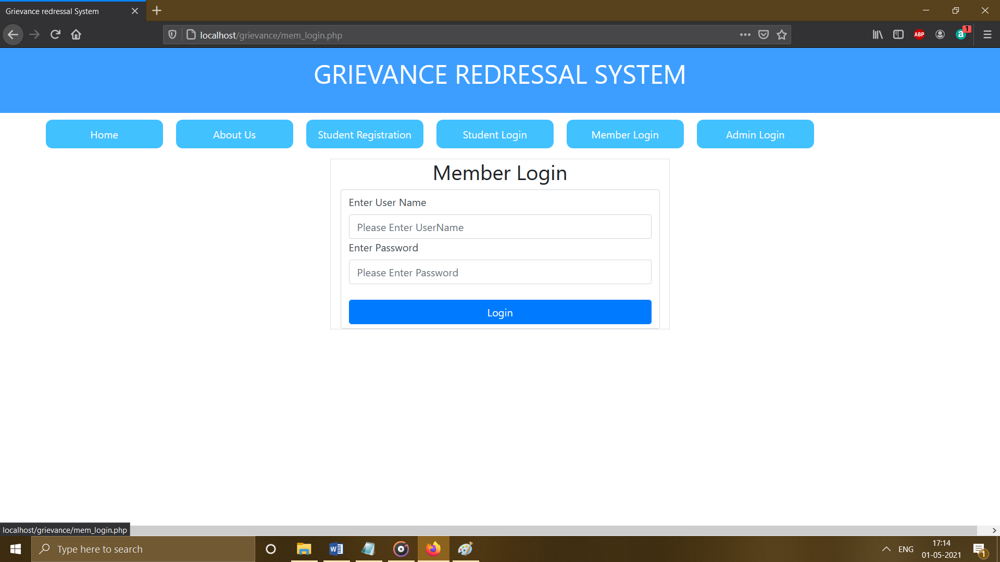 Grievance redressal System
localhost/grievance/mem_login.php
ABP
a
1
GRIEVANCE REDRESSAL SYSTEM
Home
About Us
Student Registration
Student Login
Member Login
Admin Login
Member Login
Enter User Name
Please Enter UserName
Enter Password
Please Enter Password
Login
localhost/grievance/mem_login.php
Type here to search
W
ENG
17:14
01-05-2021
1